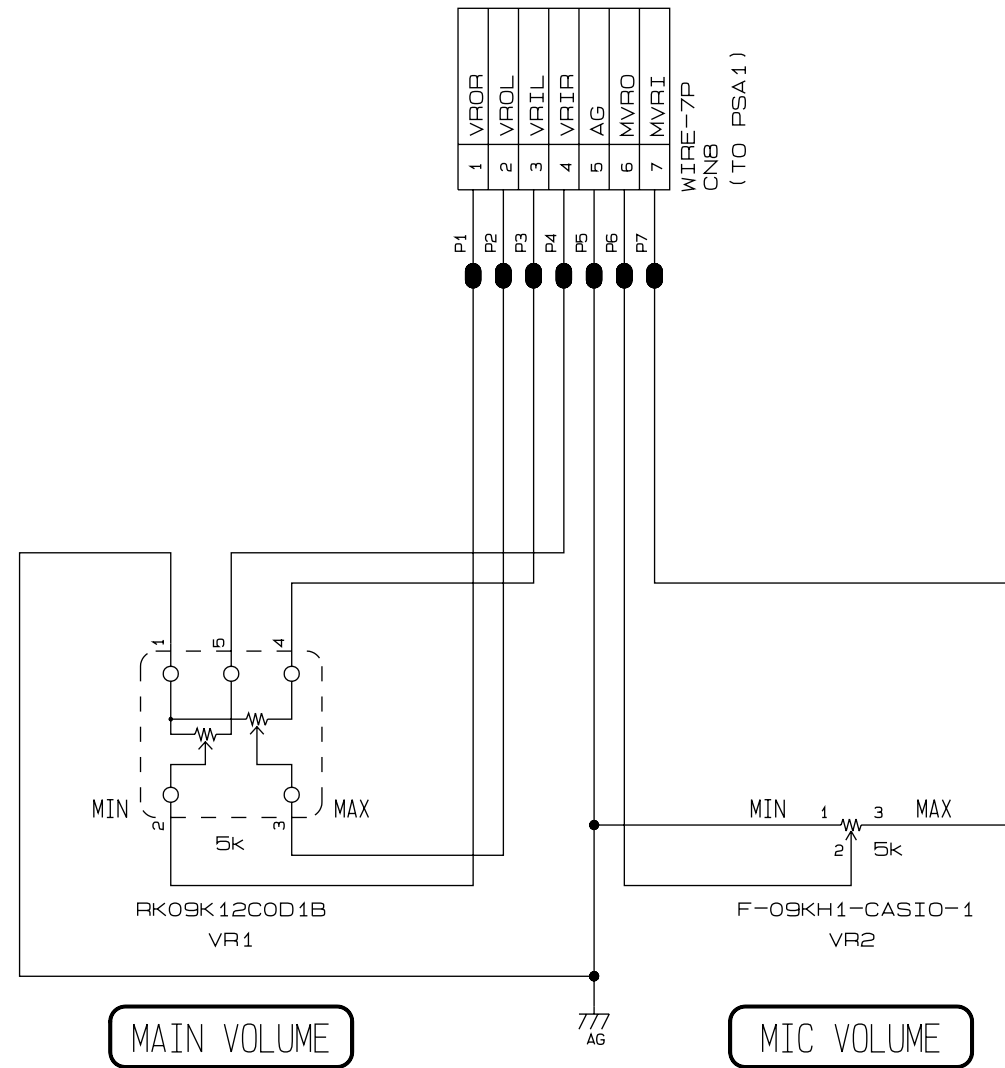 VROR
VROL
VRIL
VRIR
AG
MVRO
MVRI
1
2
3
4
5
6
7
WIRE-7P
CN8
(TO PSA1)
P1
P2
P3
P4
P5
P6
P7
1
5
4
MIN
MAX
2
3
5k
RK09K12C0D1B
VR1
MIN
1
3
MAX
2
5k
F-09KH1-CASIO-1
VR2
AG
MAIN VOLUME
MIC VOLUME